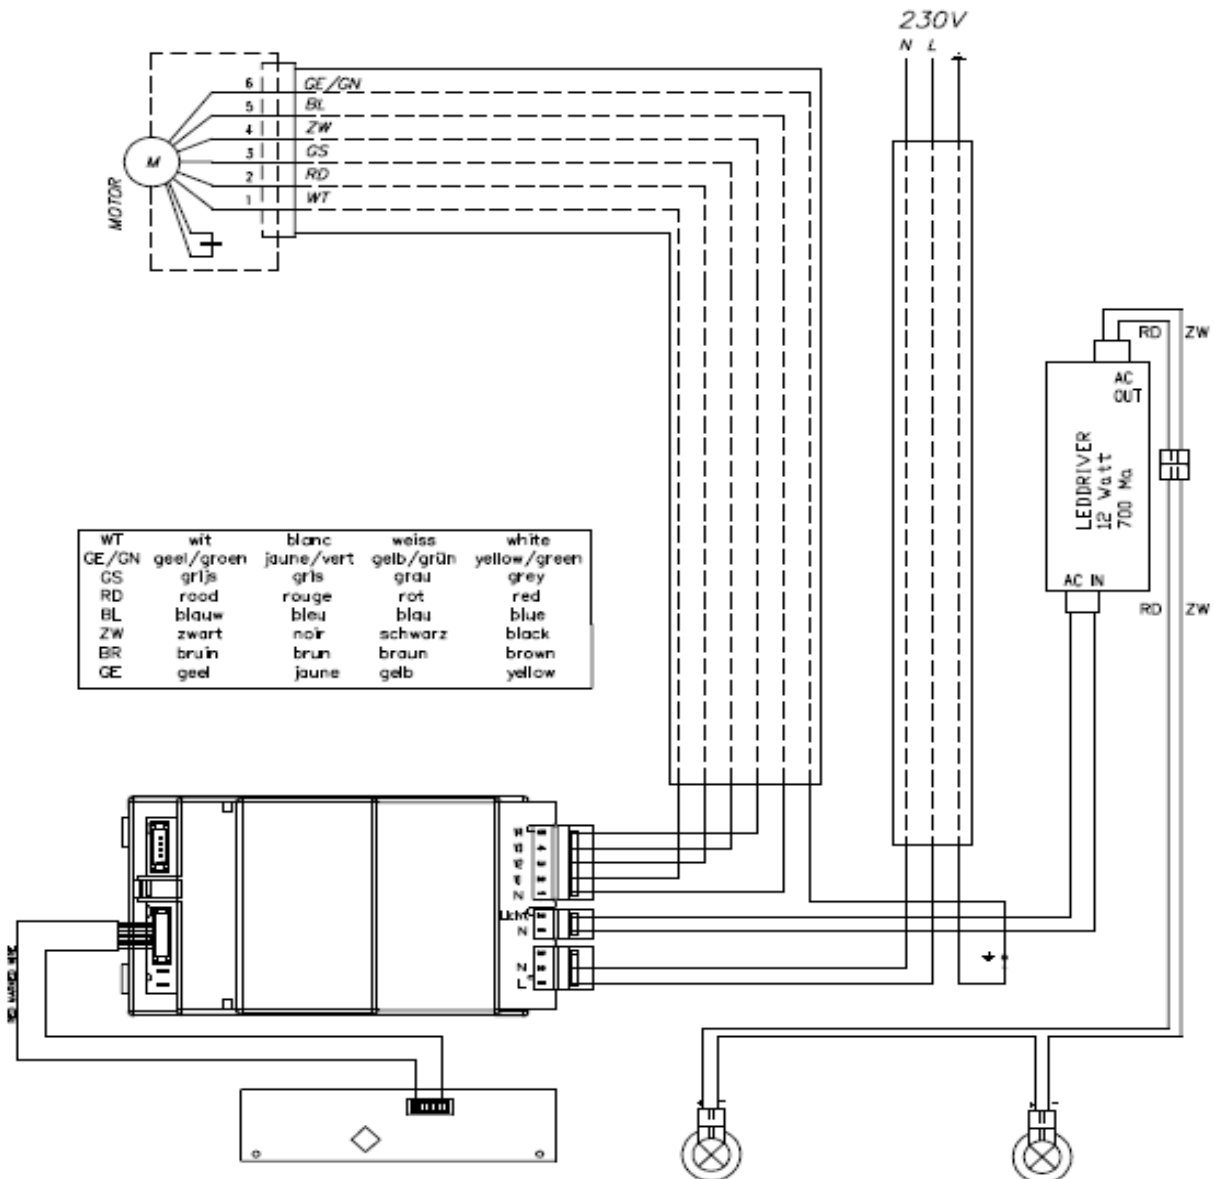 230V
N L
6 GE/GN
5 BL
4 ZW
3 GS
2 RD
1 WT
M
MOTOR
RD ZW
AC
OUT
LEDDRIVER
12 Watt
700 Ma
AC IN
RD ZW
WT wit blanc weiss white
GE/GN geel/groen jaune/vert gelb/grün yellow/green
GS grijs gris grau grey
RD rood rouge rot red
BL blauw bleu blau blue
ZW zwart noir schwarz black
BR bruin brun braun brown
GE geel jaune gelb yellow
N
Licht
N
N
L